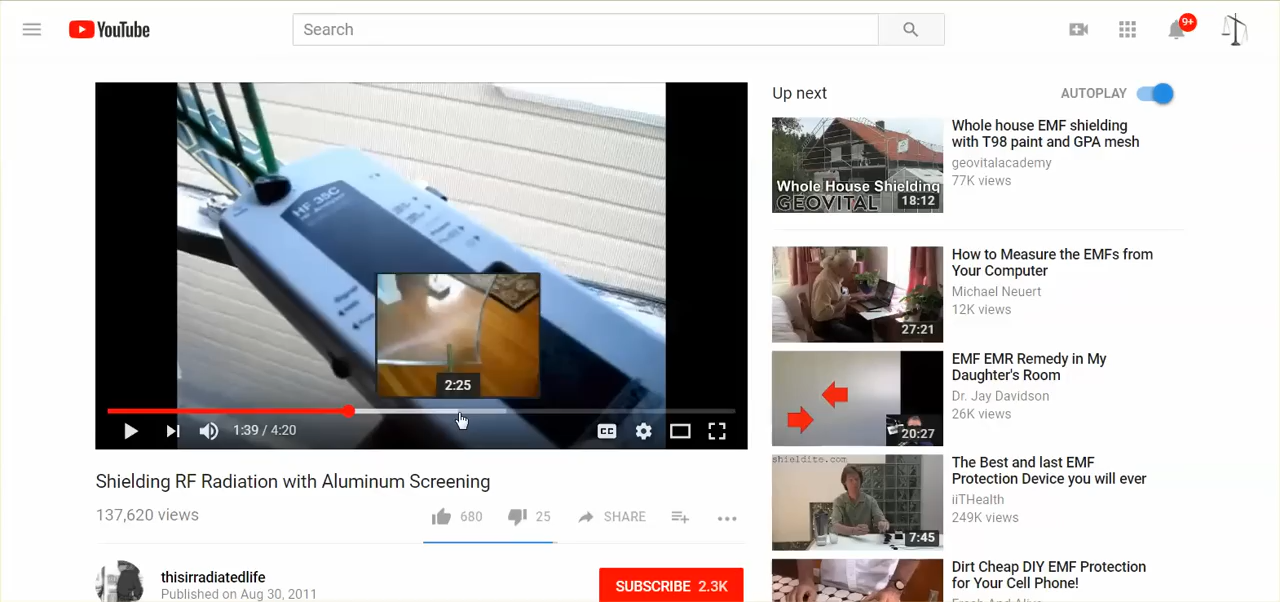 YouTube
Search
9+
HF 35C
2:25
1:39 / 4:20
CC
Shielding RF Radiation with Aluminum Screening
137,620 views
680
25
SHARE
thisirradiatedlife
Published on Aug 30, 2011
SUBSCRIBE 2.3K
Up next
AUTOPLAY
Whole House Shielding
GEOVITAL
18:12
Whole house EMF shielding
with T98 paint and GPA mesh
geovitalacademy
77K views
27:21
How to Measure the EMFs from
Your Computer
Michael Neuert
12K views
20:27
EMF EMR Remedy in My
Daughter's Room
Dr. Jay Davidson
26K views
shieldite.com
7:45
The Best and last EMF
Protection Device you will ever
iiTHealth
249K views
Dirt Cheap DIY EMF Protection
for Your Cell Phone!